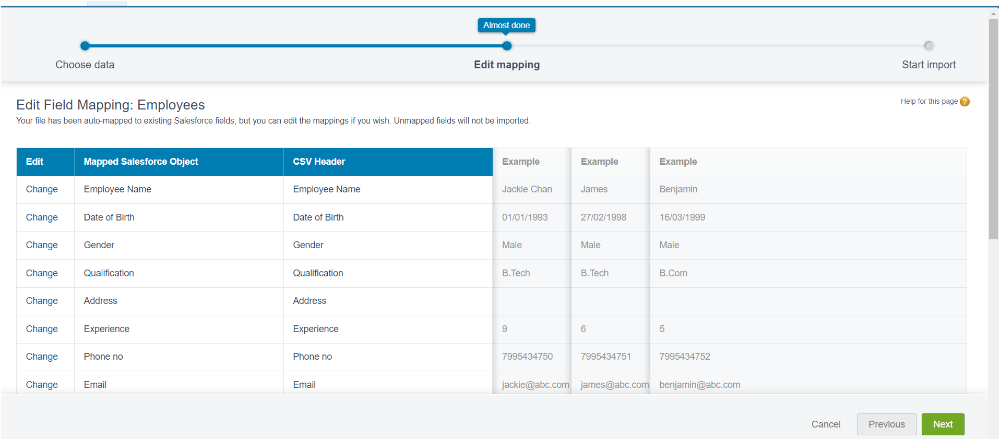 Almost done
Choose data Edit mapping Start import
Edit Field Mapping: Employees
Help for this page ?
Your file has been auto-mapped to existing Salesforce fields, but you can edit the mappings if you wish. Unmapped fields will not be imported.
Edit Mapped Salesforce Object CSV Header Example Example Example
Change Employee Name Employee Name Jackie Chan James Benjamin
Change Date of Birth Date of Birth 01/01/1993 27/02/1998 16/03/1999
Change Gender Gender Male Male Male
Change Qualification Qualification B.Tech B.Tech B.Com
Change Address Address
Change Experience Experience 9 6 5
Change Phone no Phone no 7995434750 7995434751 7995434752
Change Email Email jackie@abc.com james@abc.com benjamin@abc.com
Cancel Previous Next